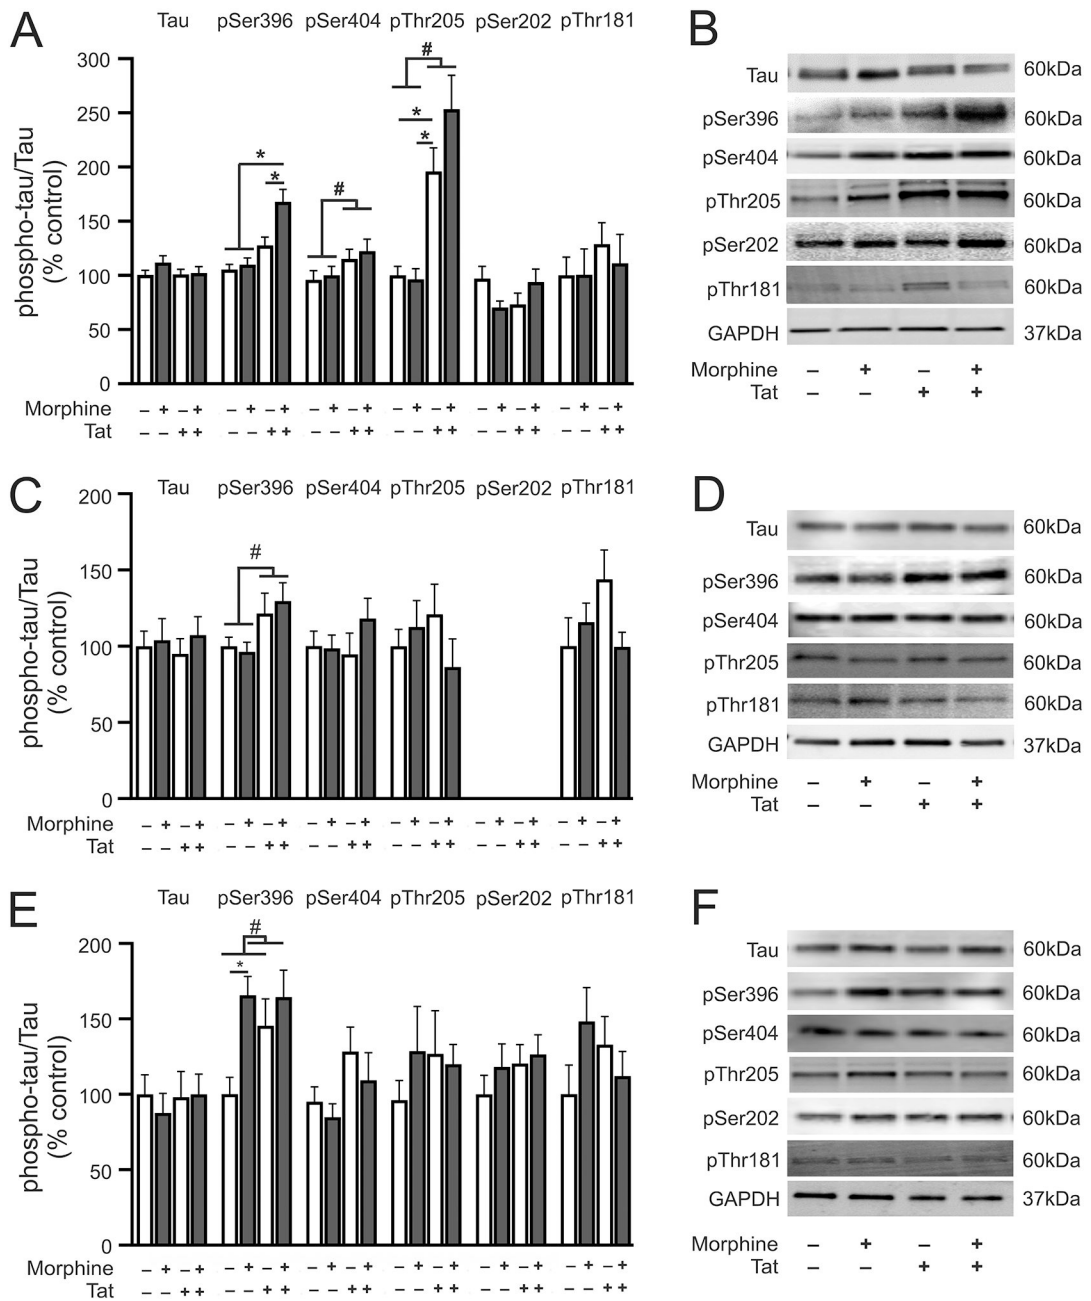 A
Tau pSer396 pSer404 pThr205 pSer202 pThr181
phospho-tau/Tau
(% control)
300
250
200
150
100
50
0
* * # * * #
Morphine – + – + – + – + – + – + – + – + – + – + – + – +
Tat – – + + – – + + – – + + – – + + – – + + – – + +
B
Tau 60kDa
pSer396 60kDa
pSer404 60kDa
pThr205 60kDa
pSer202 60kDa
pThr181 60kDa
GAPDH 37kDa
Morphine – + – +
Tat – – + +
C
Tau pSer396 pSer404 pThr205 pSer202 pThr181
phospho-tau/Tau
(% control)
200
150
100
50
0
#
Morphine – + – + – + – + – + – + – + – + – + – + – + – +
Tat – – + + – – + + – – + + – – + + – – + + – – + +
D
Tau 60kDa
pSer396 60kDa
pSer404 60kDa
pThr205 60kDa
pThr181 60kDa
GAPDH 37kDa
Morphine – + – +
Tat – – + +
E
Tau pSer396 pSer404 pThr205 pSer202 pThr181
phospho-tau/Tau
(% control)
200
150
100
50
0
#
*
Morphine – + – + – + – + – + – + – + – + – + – + – + – +
Tat – – + + – – + + – – + + – – + + – – + + – – + +
F
Tau 60kDa
pSer396 60kDa
pSer404 60kDa
pThr205 60kDa
pSer202 60kDa
pThr181 60kDa
GAPDH 37kDa
Morphine – + – +
Tat – – + +